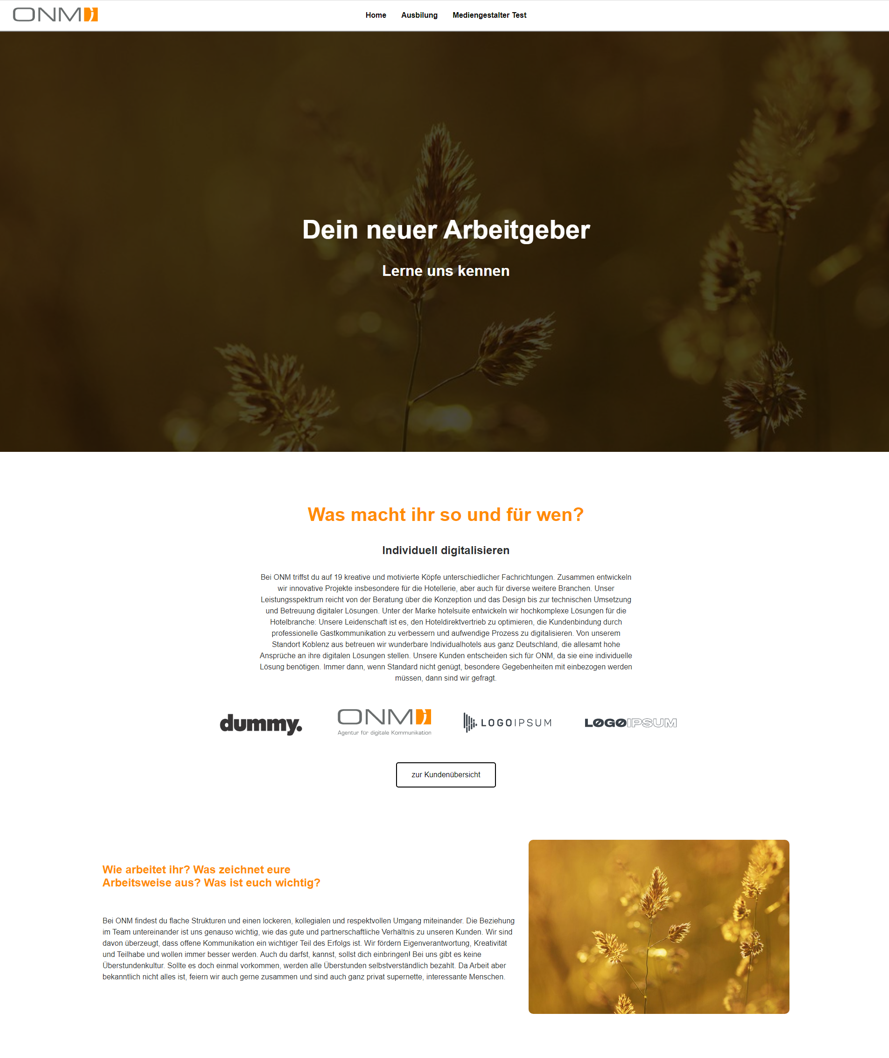 ONM
Home Ausbilung Mediengestalter Test
Dein neuer Arbeitgeber
Lerne uns kennen
Was macht ihr so und für wen?
Individuell digitalisieren
Bei ONM triffst du auf 19 kreative und motivierte Köpfe unterschiedlicher Fachrichtungen. Zusammen entwickeln
wir innovative Projekte insbesondere für die Hotellerie, aber auch für diverse weitere Branchen. Unser
Leistungsspektrum reicht von der Beratung über die Konzeption und das Design bis zur technischen Umsetzung
und Betreuung digitaler Lösungen. Unter der Marke hotelsuite entwickeln wir hochkomplexe Lösungen für die
Hotelbranche: Unsere Leidenschaft ist es, den Hoteldirektvertrieb zu optimieren, die Kundenbindung durch
professionelle Gastkommunikation zu verbessern und aufwendige Prozess zu digitalisieren. Von unserem
Standort Koblenz aus betreuen wir wunderbare Individualhotels aus ganz Deutschland, die allesamt hohe
Ansprüche an ihre digitalen Lösungen stellen. Unsere Kunden entscheiden sich für ONM, da sie eine individuelle
Lösung benötigen. Immer dann, wenn Standard nicht genügt, besondere Gegebenheiten mit einbezogen werden
müssen, dann sind wir gefragt.
dummy. ONM i LOGOIPSUM LOGOIPSUM
Agentur für digitale Kommunikation
zur Kundenübersicht
Wie arbeitet ihr? Was zeichnet eure
Arbeitsweise aus? Was ist euch wichtig?
Bei ONM findest du flache Strukturen und einen lockeren, kollegialen und respektvollen Umgang miteinander. Die Beziehung
im Team untereinander ist uns genauso wichtig, wie das gute und partnerschaftliche Verhältnis zu unseren Kunden. Wir sind
davon überzeugt, dass offene Kommunikation ein wichtiger Teil des Erfolgs ist. Wir fördern Eigenverantwortung, Kreativität
und Teilhabe und wollen immer besser werden. Auch du darfst, kannst, sollst dich einbringen! Bei uns gibt es keine
Überstundenkultur. Sollte es doch einmal vorkommen, werden alle Überstunden selbstverständlich bezahlt. Da Arbeit aber
bekanntlich nicht alles ist, feiern wir auch gerne zusammen und sind auch ganz privat supernette, interessante Menschen.